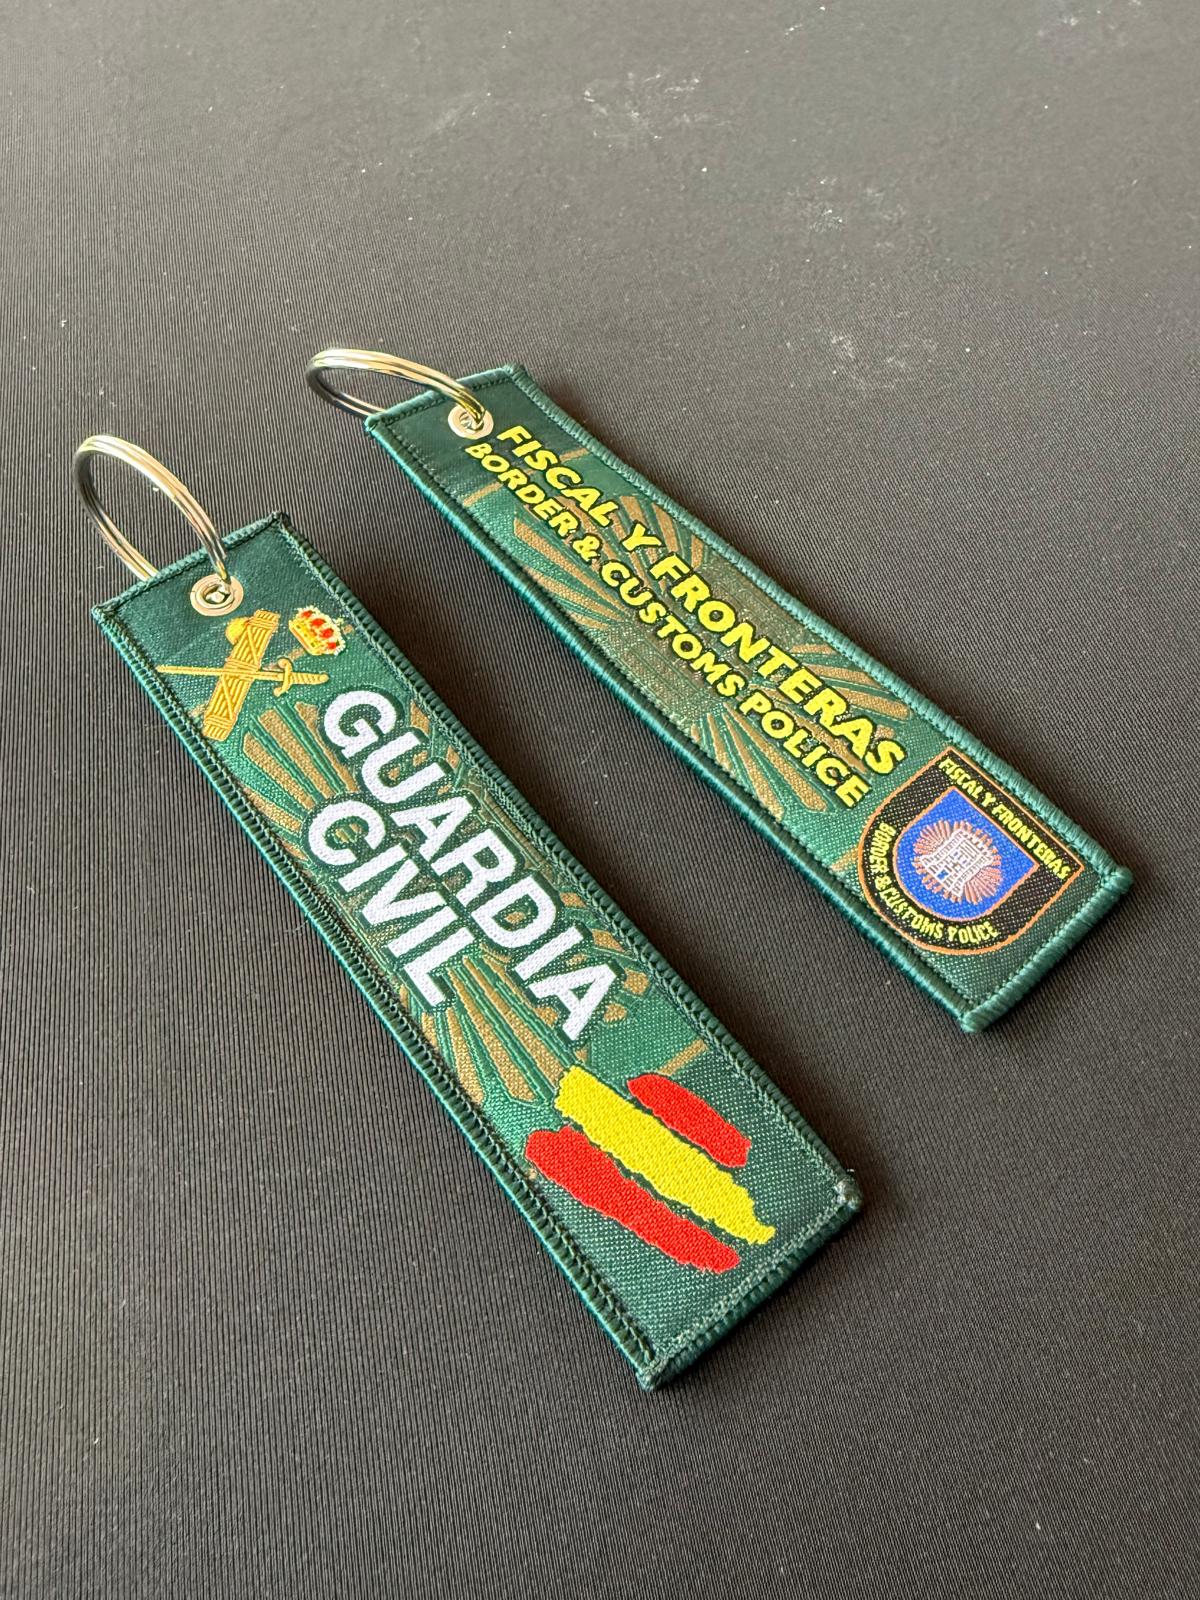 GUARDIA
CIVIL
FISCAL Y FRONTERAS
BORDER & CUSTOMS POLICE
FISCAL Y FRONTERAS
BORDER & CUSTOMS POLICE